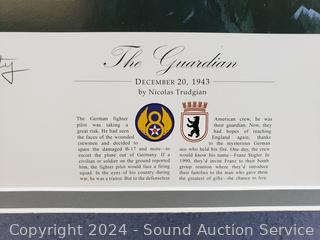 ty
The Guardian
DECEMBER 20, 1943
by Nicolas Trudgian
The German fighter
pilot was taking a
great risk. He had seen
the faces of the wounded
crewmen and decided to
spare the damaged B-17 and more—to
escort the plane out of Germany. If a
civilian or soldier on the ground reported
him, the fighter pilot would face a firing
squad. In the eyes of his country during
war, he was a traitor. But to the defenseless
8
American crew, he was
their guardian. Now, they
had hopes of reaching
England again, thanks
to the mysterious German
ace who held his fire. One day, the crew
would know his name—Franz Stigler. In
1990, they'd invite Franz to their bomb
group reunion where they'd introduce
their families to the man who gave them
the greatest of gifts—the chance to live.
Copyright 2024 - Sound Auction Service